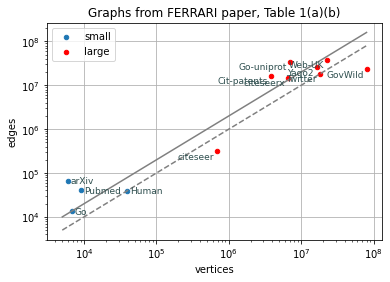 Graphs from FERRARI paper, Table 1(a)(b)
small
large
edges
10⁸
10⁷
10⁶
10⁵
10⁴
Go-uniprot
Web-UK
Yago2
GovWild
Cit-patents
citeseerx
Twitter
citeseer
arXiv
Pubmed
Human
Go
10⁴ 10⁵ 10⁶ 10⁷ 10⁸
vertices